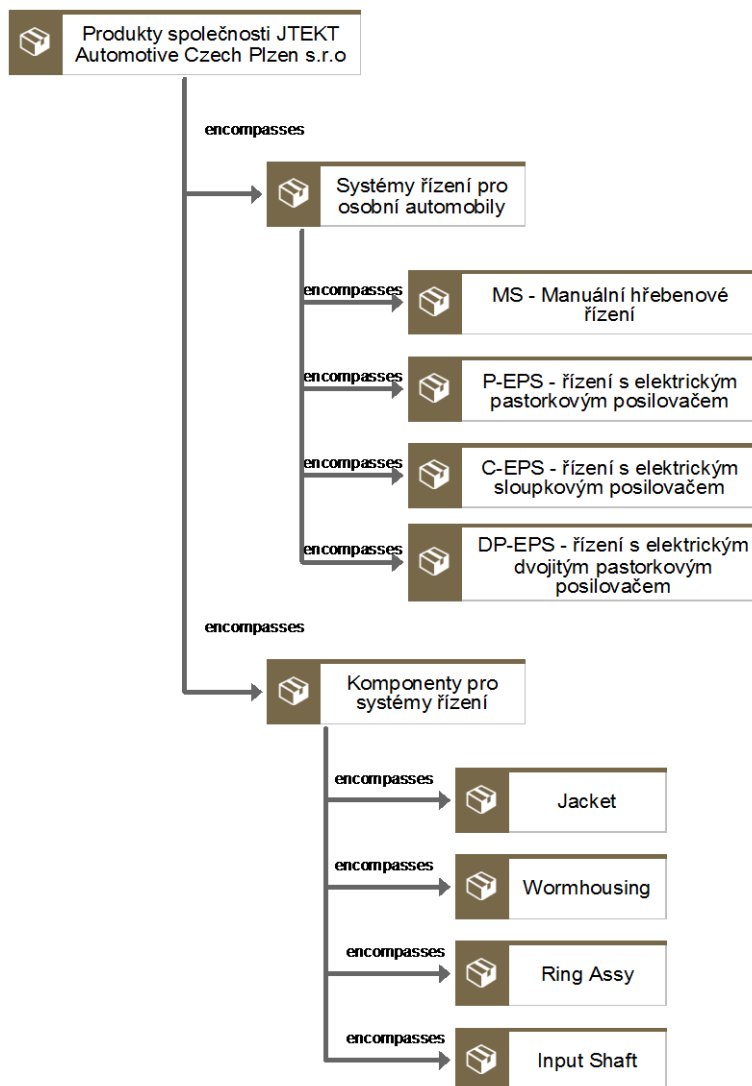 Produkty společnosti JTEKT
Automotive Czech Plzen s.r.o
encompasses
Systémy řízení pro
osobní automobily
encompasses
MS - Manuální hřebenové
řízení
encompasses
P-EPS - řízení s elektrickým
pastorkovým posilovačem
encompasses
C-EPS - řízení s elektrickým
sloupkovým posilovačem
encompasses
DP-EPS - řízení s elektrickým
dvojitým pastorkovým
posilovačem
encompasses
Komponenty pro
systémy řízení
encompasses
Jacket
encompasses
Wormhousing
encompasses
Ring Assy
encompasses
Input Shaft